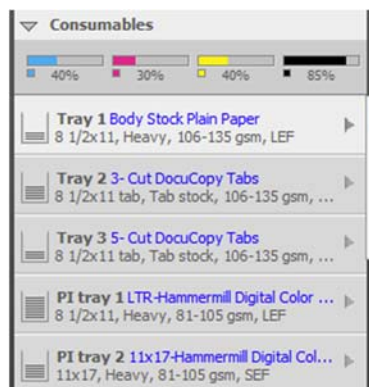 Consumables
40% 30% 40% 85%
Tray 1 Body Stock Plain Paper
8 1/2x11, Heavy, 106-135 gsm, LEF
Tray 2 3- Cut DocuCopy Tabs
8 1/2x11 tab, Tab stock, 106-135 gsm, ...
Tray 3 5- Cut DocuCopy Tabs
8 1/2x11 tab, Tab stock, 106-135 gsm, ...
PI tray 1 LTR-Hammermill Digital Color ...
8 1/2x11, Heavy, 81-105 gsm, LEF
PI tray 2 11x17-Hammermill Digital Col...
11x17, Heavy, 81-105 gsm, SEF